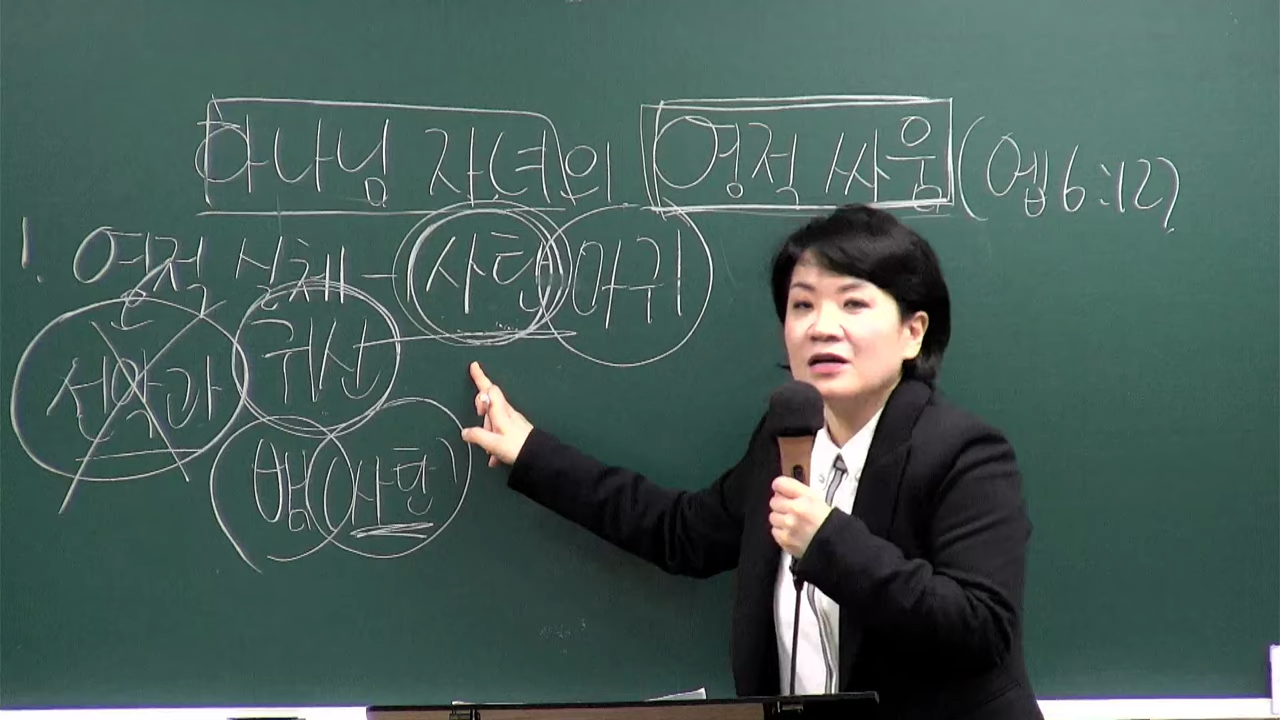 하나님 자녀의 영적 싸움 (엡6:12)
1. 영적 실체 - 사탄 마귀
선악과 귀신
뱀 사탄